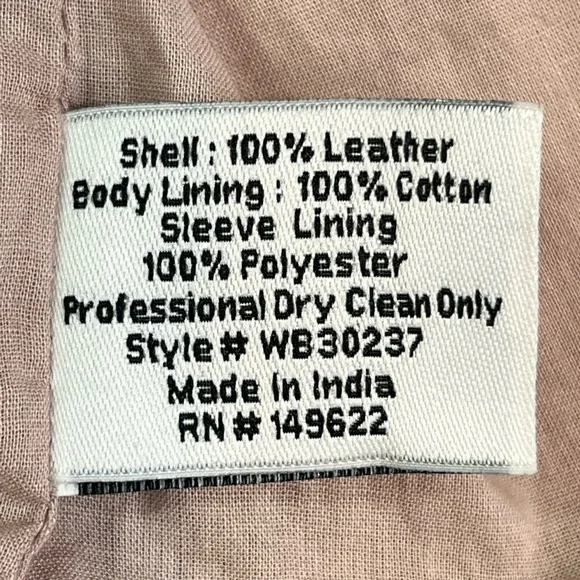 Shell : 100% Leather
Body Lining : 100% Cotton
Sleeve Lining
100% Polyester
Professional Dry Clean Only
Style# WB30237
Made In India
RN# 149622